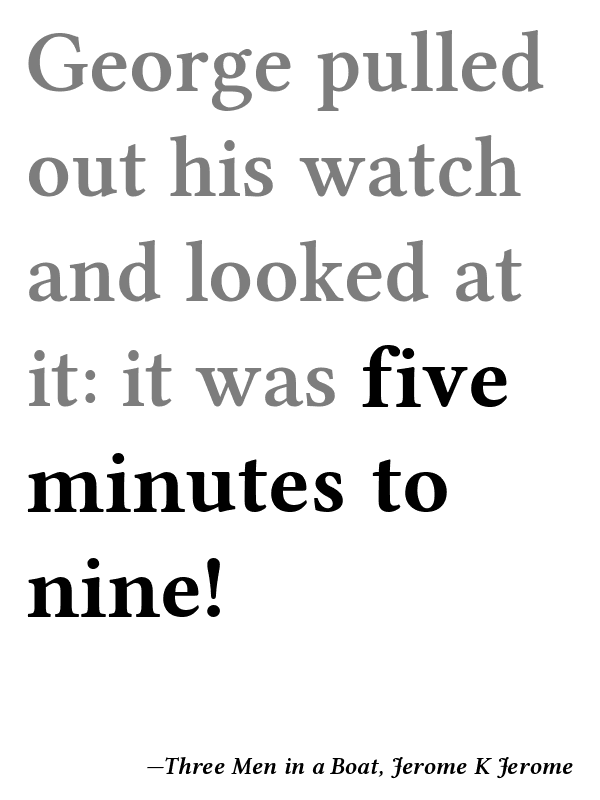 George pulled
out his watch
and looked at
it: it was five
minutes to
nine!
—Three Men in a Boat, Jerome K Jerome